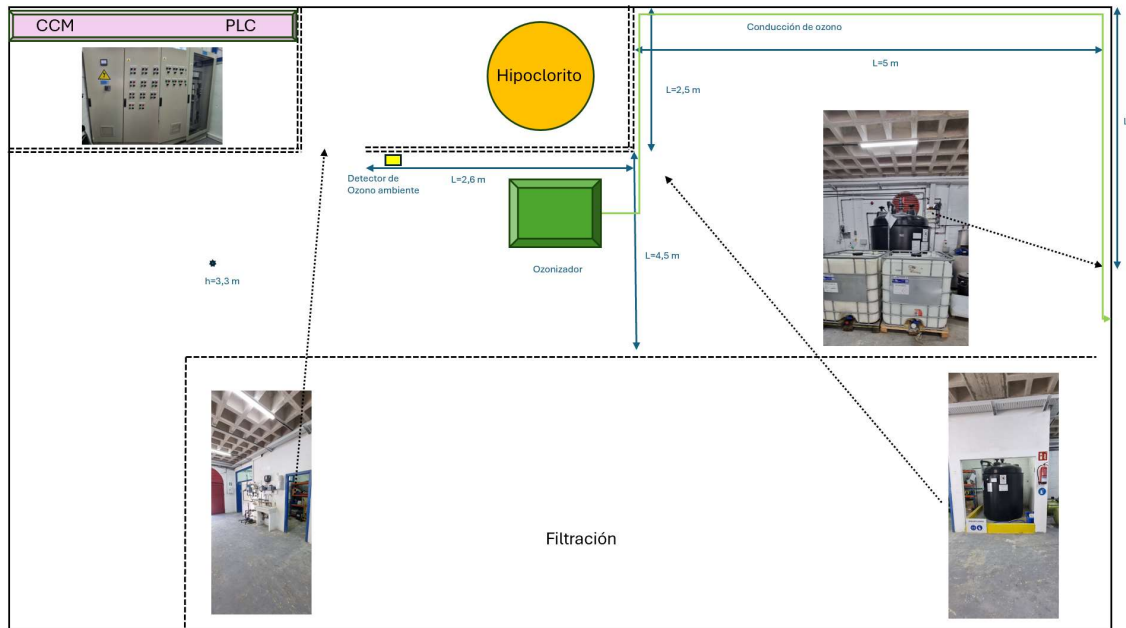 CCM
PLC
Conducción de ozono
Hipoclorito
L=5 m
L=2,5 m
L
Detector de
Ozono ambiente
L=2,6 m
L=4,5 m
Ozonizador
h=3,3 m
Filtración